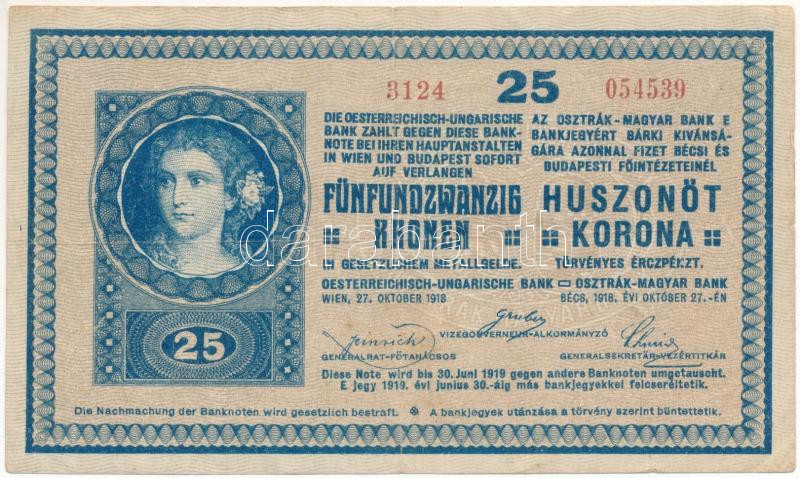 3124 25 054539
DIE OESTERREICHISCH-UNGARISCHE
BANK ZAHLT GEGEN DIESE BANK-
NOTE BEI IHREN HAUPTANSTALTEN
IN WIEN UND BUDAPEST SOFORT
AUF VERLANGEN
FÜNFUNDZWANZIG
KRONEN
IN GESETZLICHEM METALLGELDE.
AZ OSZTRÁK-MAGYAR BANK E
BANKJEGYÉRT BÁRKI KIVÁNSÁ-
GÁRA AZONNAL FIZET BÉCSI ÉS
BUDAPESTI FŐINTÉZETEINÉL
HUSZONÖT
KORONA
TÖRVÉNYES ÉRCZPÉKZT.
OESTERREICHISCH-UNGARISCHE BANK OSZTRÁK-MAGYAR BANK
WIEN, 27. OKTOBER 1918 BÉCS, 1918. ÉVI OKTÓBER 27.-ÉN
Gruber
VIZEGOUVERNEUR-ALKORMÁNYZÓ
GENERALRAT-FŐTANÁCSOS
GENERALSEKRETÄR-VEZÉRTITKÁR
Diese Note wird bis 30. Juni 1919 gegen andere Banknoten umgetauscht.
E jegy 1919. évi junius 30.-áig más bankjegyekkel felcseréltetik.
25
Die Nachmachung der Banknoten wird gesetzlich bestraft. A bankjegyek utánzása a törvény szerint büntettetik.
darabanth.com